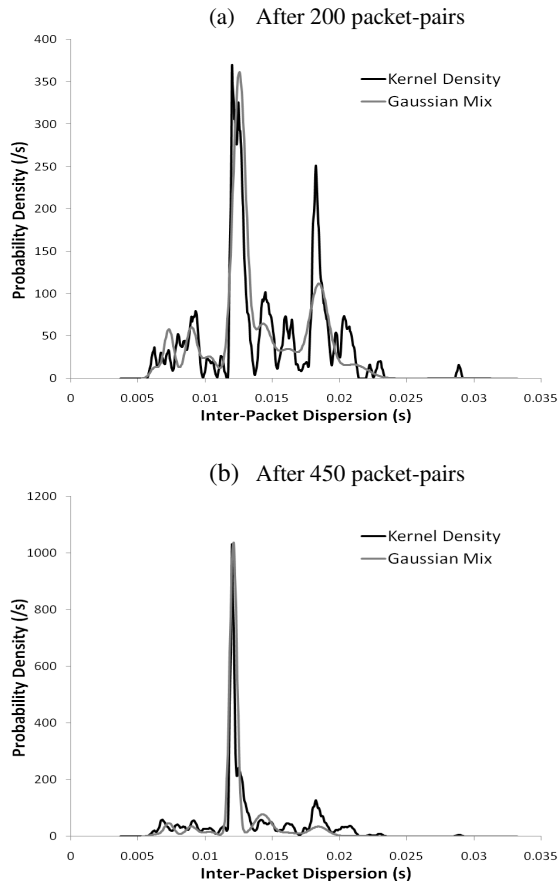 (a) After 200 packet-pairs
400
350
300
250
200
150
100
50
0
Probability Density (/s)
Kernel Density
Gaussian Mix
0 0.005 0.01 0.015 0.02 0.025 0.03 0.035
Inter-Packet Dispersion (s)
(b) After 450 packet-pairs
1200
1000
800
600
400
200
0
Probability Density (/s)
Kernel Density
Gaussian Mix
0 0.005 0.01 0.015 0.02 0.025 0.03 0.035
Inter-Packet Dispersion (s)